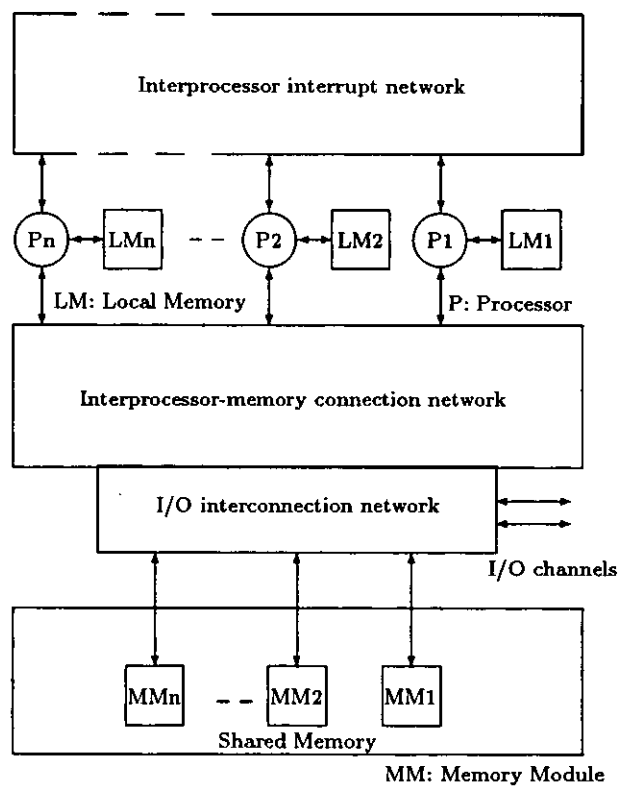 Interprocessor interrupt network
Pn LMn P2 LM2 P1 LM1
LM: Local Memory P: Processor
Interprocessor-memory connection network
I/O interconnection network
I/O channels
MMn MM2 MM1
Shared Memory
MM: Memory Module